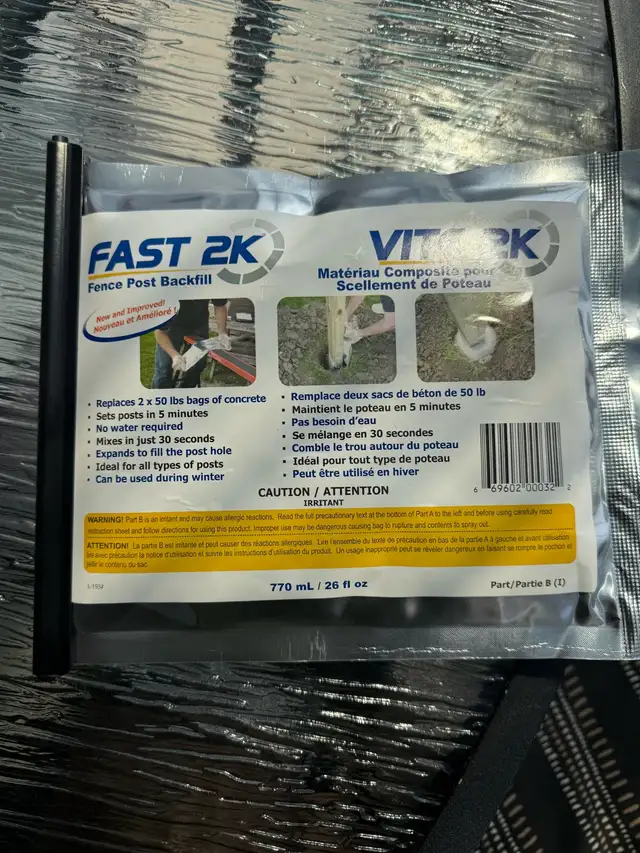 FAST 2K
Fence Post Backfill
VITE 2K
Matériau Composite pour
Scellement de Poteau
New and Improved!
Nouveau et Amélioré !
• Replaces 2 x 50 lbs bags of concrete
• Sets posts in 5 minutes
• No water required
• Mixes in just 30 seconds
• Expands to fill the post hole
• Ideal for all types of posts
• Can be used during winter
• Remplace deux sacs de béton de 50 lb
• Maintient le poteau en 5 minutes
• Pas besoin d'eau
• Se mélange en 30 secondes
• Comble le trou autour du poteau
• Idéal pour tout type de poteau
• Peut être utilisé en hiver
6 69602 00032 2
CAUTION / ATTENTION
IRRITANT
WARNING! Part B is an irritant and may cause allergic reactions. Read the full precautionary text at the bottom of Part A to the left and before using carefully read
instruction sheet and follow directions for using this product. Improper use may be dangerous causing bag to rupture and contents to spray out.
ATTENTION! La partie B est irritante et peut causer des réactions allergiques. Lire l'ensemble du texte de précaution en bas de la partie A à gauche et avant utilisation
lire avec précaution la notice d'utilisation et suivre les instructions d'utilisation du produit. Un usage inapproprié peut se révéler dangereux en faisant se rompre le pochon et
jaillir le contenu du sac.
770 mL / 26 fl oz
Part/Partie B (I)